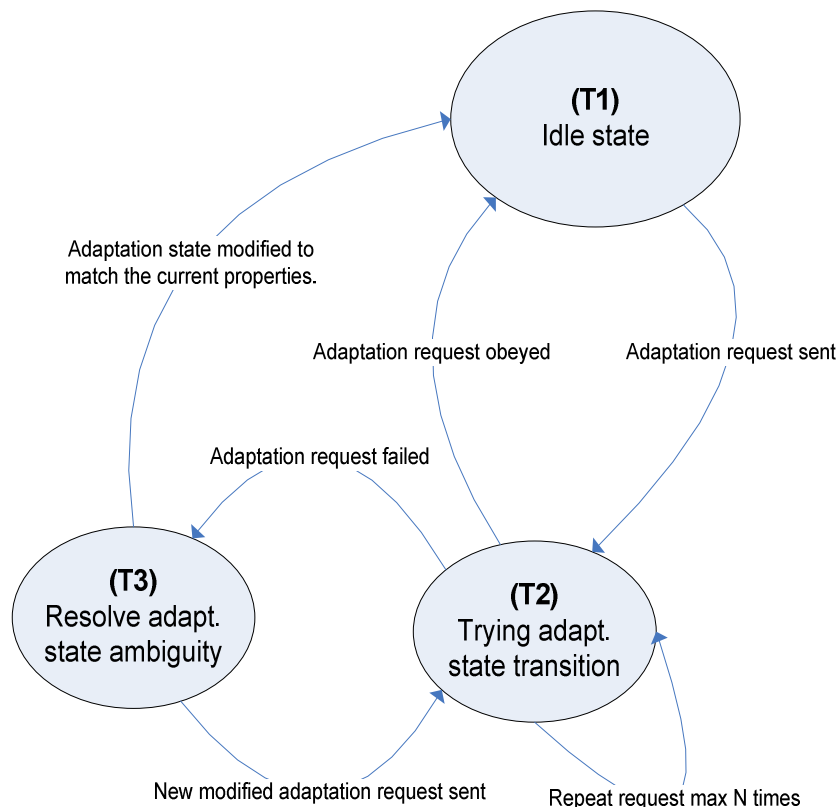 (T1)
Idle state
Adaptation state modified to
match the current properties.
Adaptation request obeyed
Adaptation request sent
Adaptation request failed
(T3)
Resolve adapt.
state ambiguity
(T2)
Trying adapt.
state transition
New modified adaptation request sent
Repeat request max N times